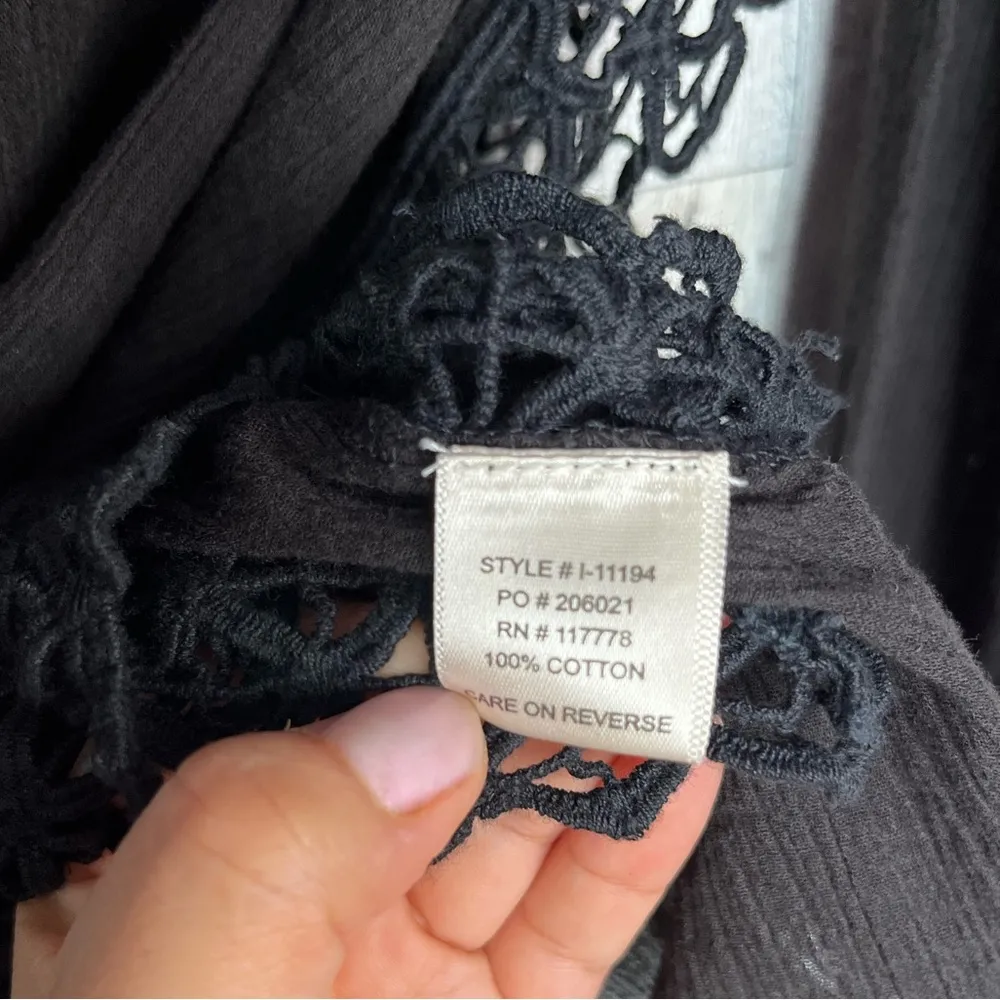 STYLE # I-11194
PO # 206021
RN # 117778
100% COTTON
CARE ON REVERSE